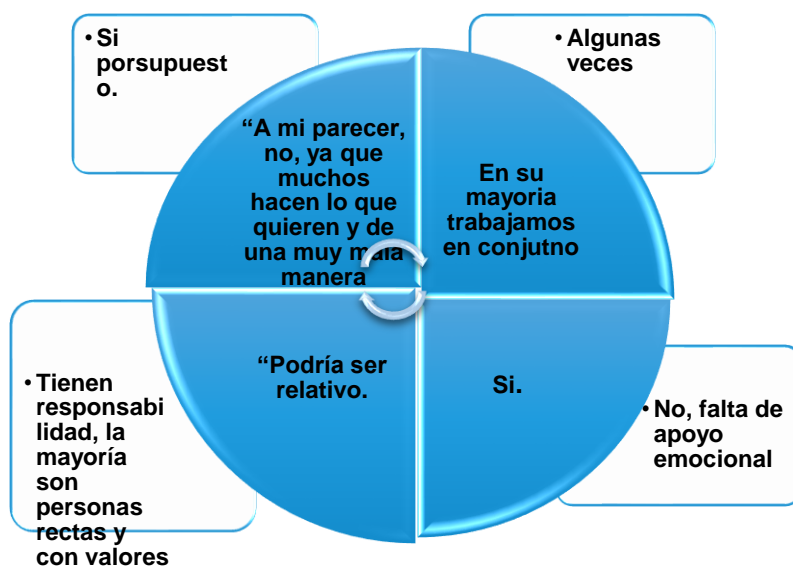 • Si
porsupuest
o.
• Algunas
veces
“A mi parecer,
no, ya que
muchos
hacen lo que
quieren y de
una muy mala
manera
En su
mayoria
trabajamos
en conjutno
“Podría ser
relativo.
Si.
• Tienen
responsabi
lidad, la
mayoría
son
personas
rectas y
con valores
• No, falta de
apoyo
emocional